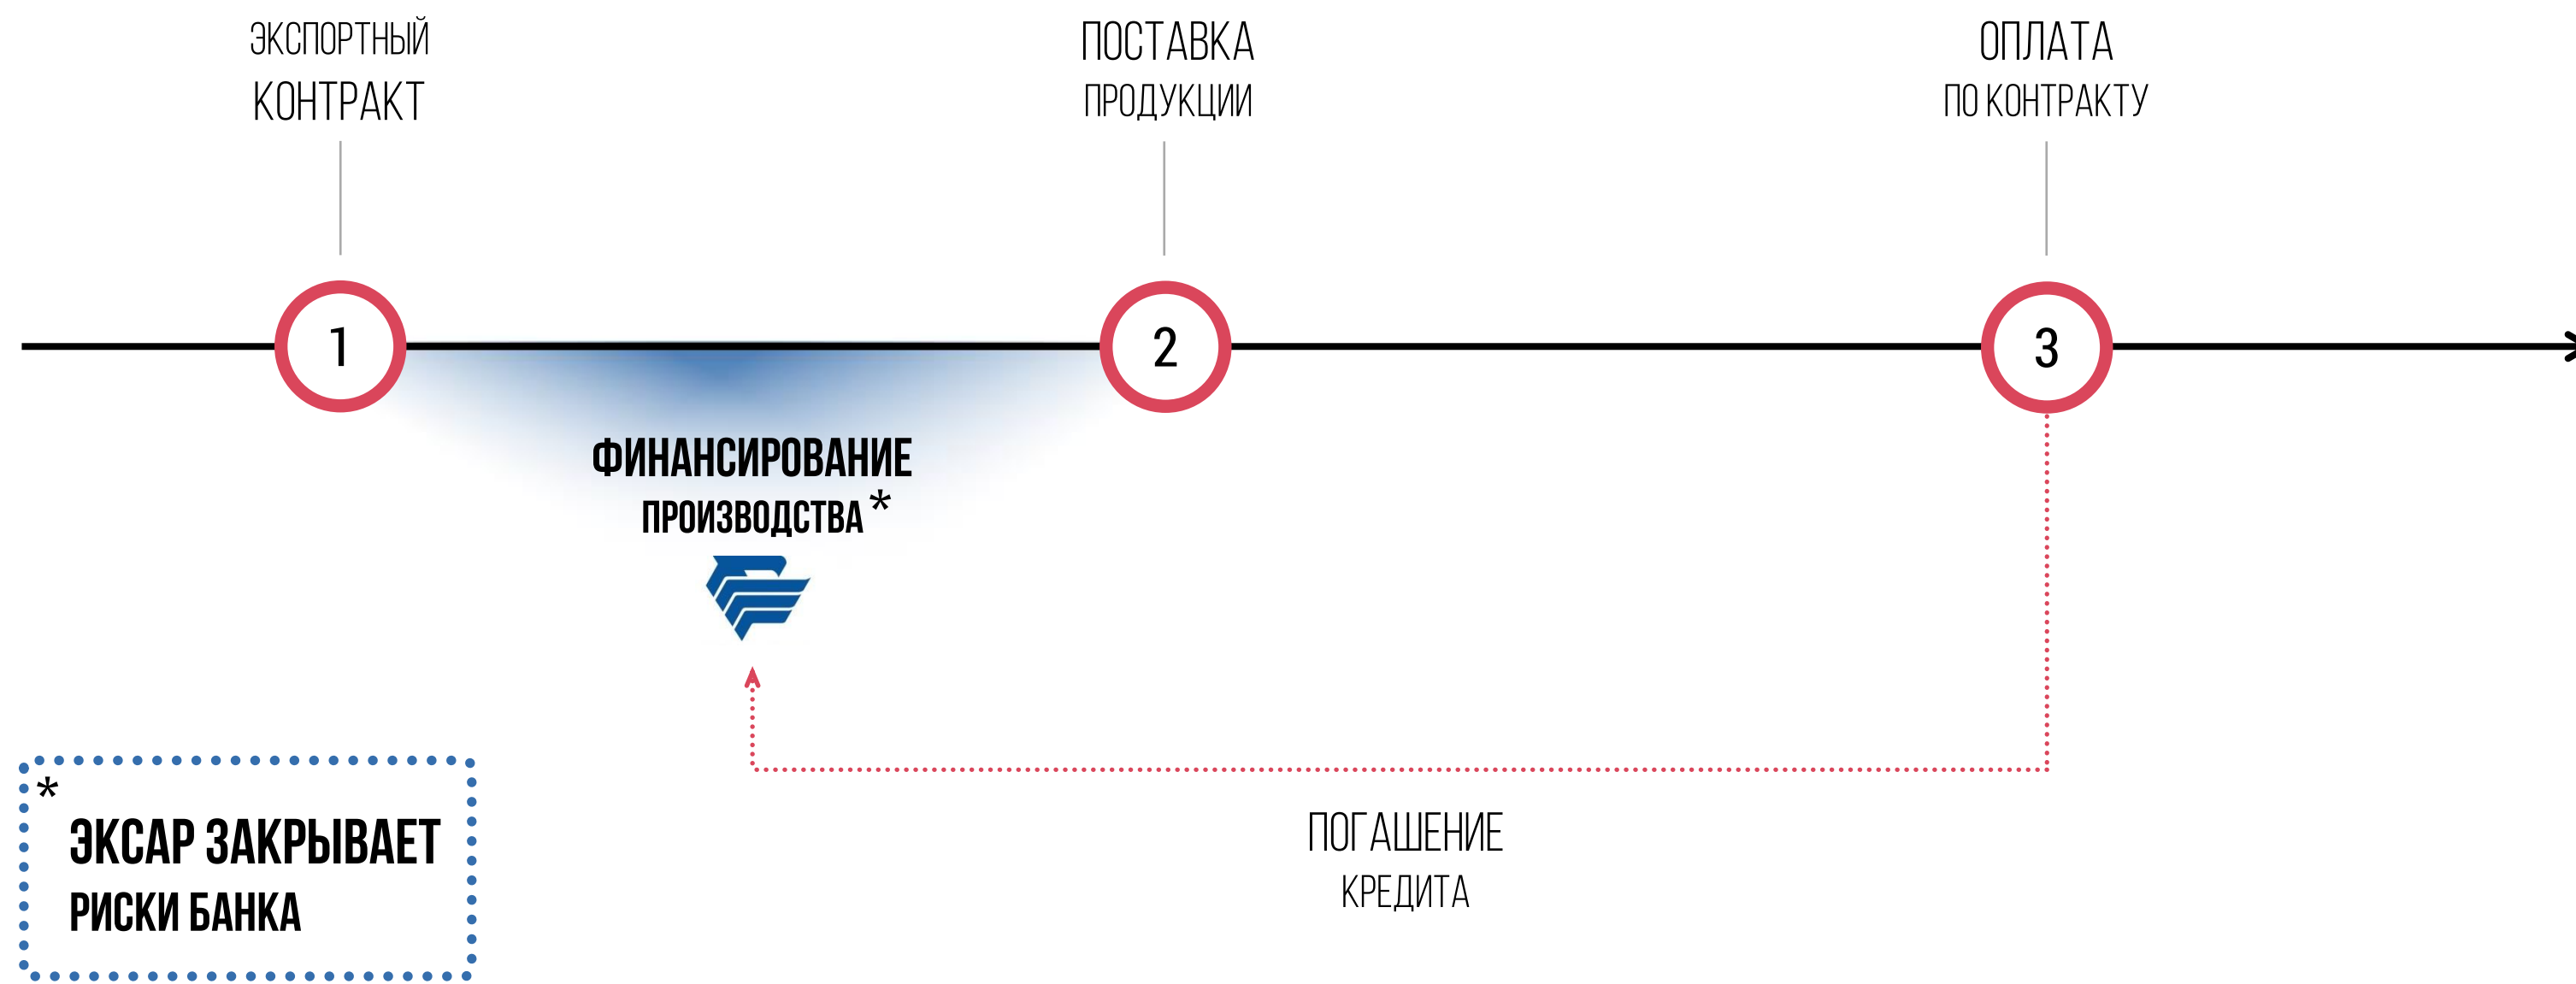 ЭКСПОРТНЫЙ
КОНТРАКТ
ПОСТАВКА
ПРОДУКЦИИ
ОПЛАТА
ПО КОНТРАКТУ
1
2
3
ФИНАНСИРОВАНИЕ
ПРОИЗВОДСТВА*
*
ЭКСАР ЗАКРЫВАЕТ
РИСКИ БАНКА
ПОГАШЕНИЕ
КРЕДИТА